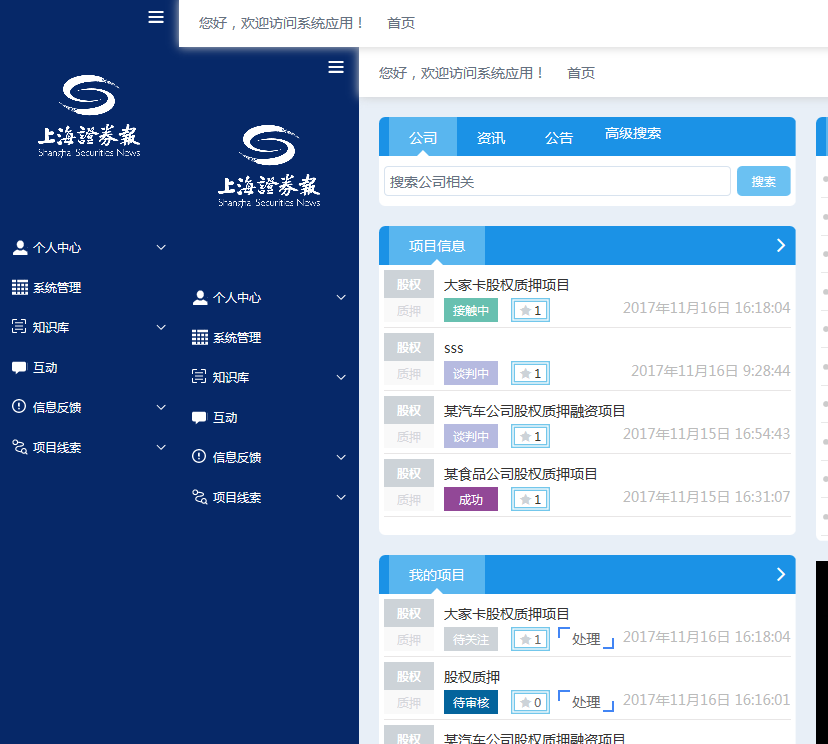 您好，欢迎访问系统应用！ 首页
上海證券報
Shanghai Securities News
个人中心
系统管理
知识库
互动
信息反馈
项目线索
您好，欢迎访问系统应用！ 首页
上海證券報
Shanghai Securities News
个人中心
系统管理
知识库
互动
信息反馈
项目线索
公司 资讯 公告 高级搜索
搜索公司相关 搜索
项目信息
股权 大家卡股权质押项目
质押 接触中 1 2017年11月16日 16:18:04
股权 sss
质押 谈判中 1 2017年11月16日 9:28:44
股权 某汽车公司股权质押融资项目
质押 谈判中 1 2017年11月15日 16:54:43
股权 某食品公司股权质押项目
质押 成功 1 2017年11月15日 16:31:07
我的项目
股权 大家卡股权质押项目
质押 待关注 1 处理 2017年11月16日 16:18:04
股权 股权质押
质押 待审核 0 处理 2017年11月16日 16:16:01
股权 某汽车公司股权质押融资项目